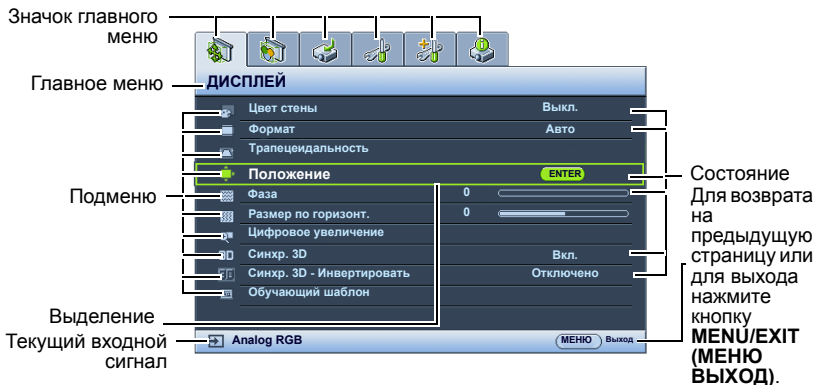 Значок главного
меню
Главное меню
ДИСПЛЕЙ
Цвет стены Выкл.
Формат Авто
Трапецеидальность
Положение ENTER
Фаза 0
Размер по горизонт. 0
Цифровое увеличение
Синхр. 3D Вкл.
Синхр. 3D - Инвертировать Отключено
Обучающий шаблон
Analog RGB МЕНЮ Выход
Подменю
Выделение
Текущий входной
сигнал
Состояние
Для возврата
на
предыдущую
страницу или
для выхода
нажмите
кнопку
MENU/EXIT
(МЕНЮ
ВЫХОД).